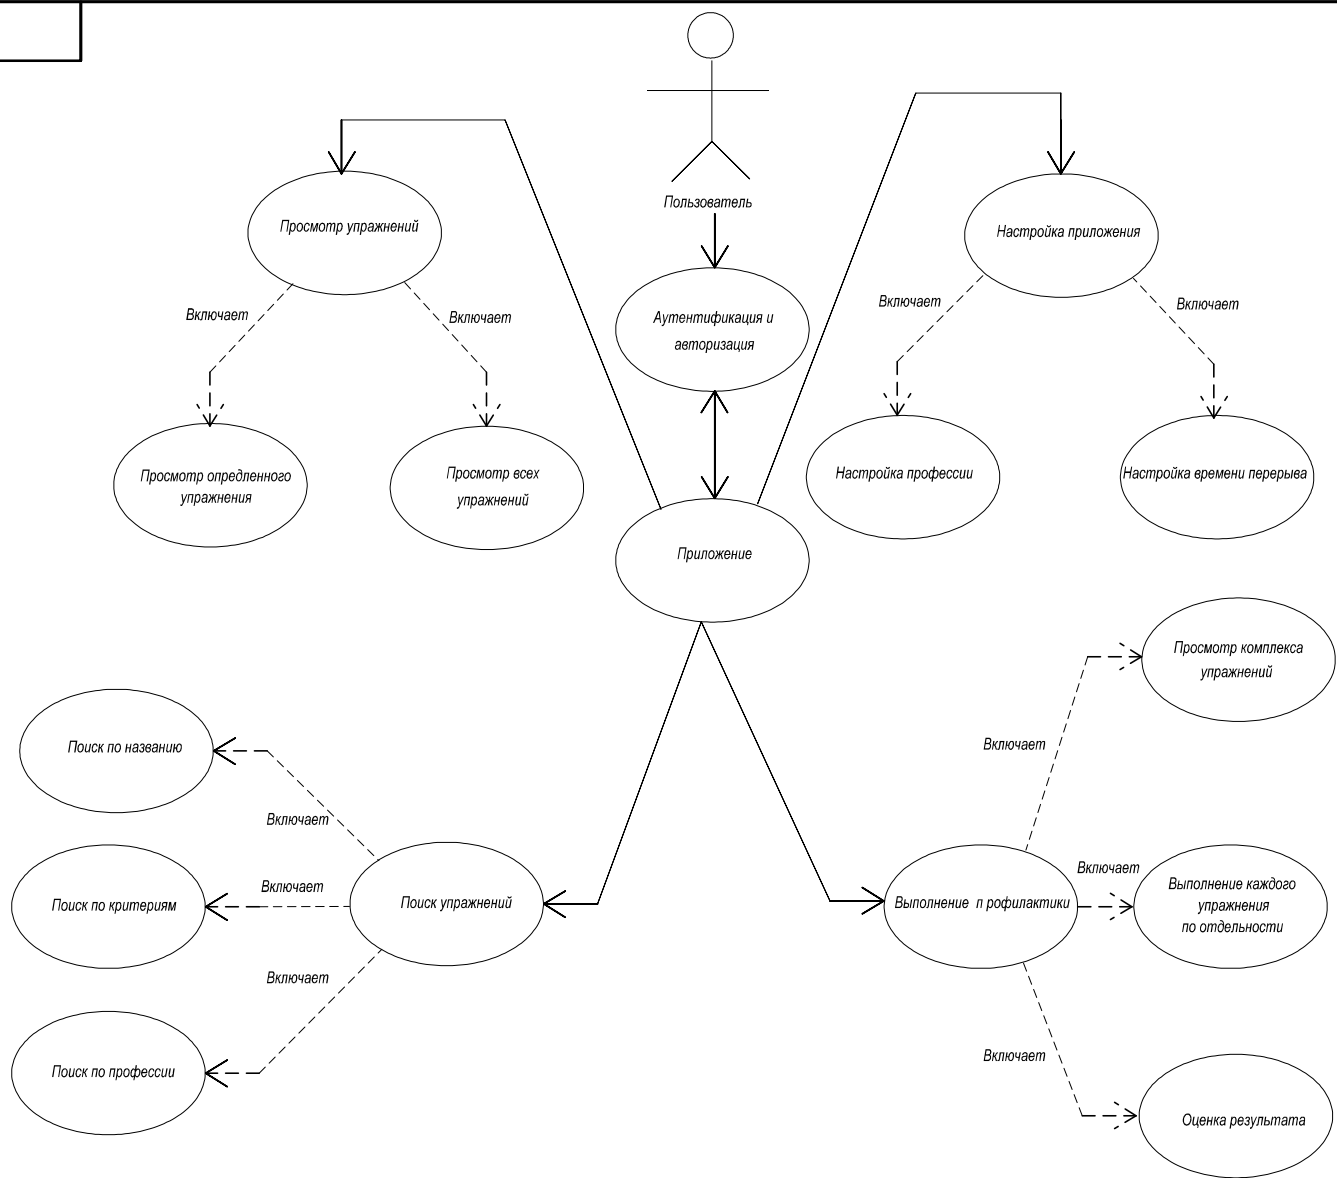 Пользователь
Просмотр упражнений
Настройка приложения
Включает
Включает
Аутентификация и
авторизация
Включает
Включает
Просмотр опредленного
упражнения
Просмотр всех
упражнений
Настройка профессии
Настройка времени перерыва
Приложение
Просмотр комплекса
упражнений
Включает
Поиск по названию
Включает
Поиск по критериям
Включает
Поиск упражнений
Включает
Поиск по профессии
Выполнение п рофилактики
Включает
Выполнение каждого
упражнения
по отдельности
Включает
Оценка результата